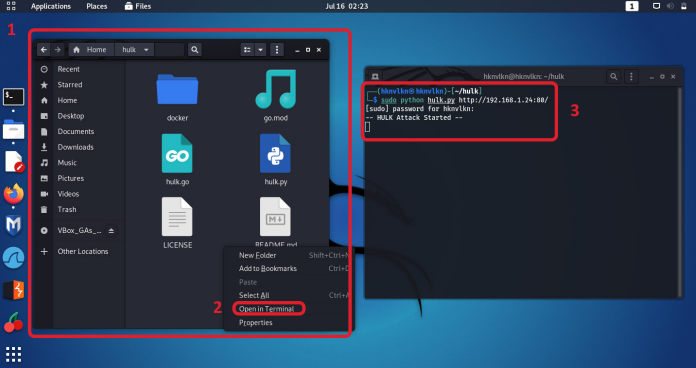 Applications Places Files Jul 16 02:23 1
1
Home hulk
Recent
Starred
Home
Desktop
Documents
Downloads
Music
Pictures
Videos
Trash
VBox_GAs_...
Other Locations
docker
go.mod
GO
hulk.go
hulk.py
LICENSE
README.md
New Folder Shift+Ctrl+N
Add to Bookmarks Ctrl+D
Paste
Select All Ctrl+A
2 Open in Terminal
Properties
hknvlkn@hknvlkn: ~/hulk
(hknvlkn㉿hknvlkn)-[~/hulk]
$ sudo python hulk.py http://192.168.1.24:80/
[sudo] password for hknvlkn:
-- HULK Attack Started --
3